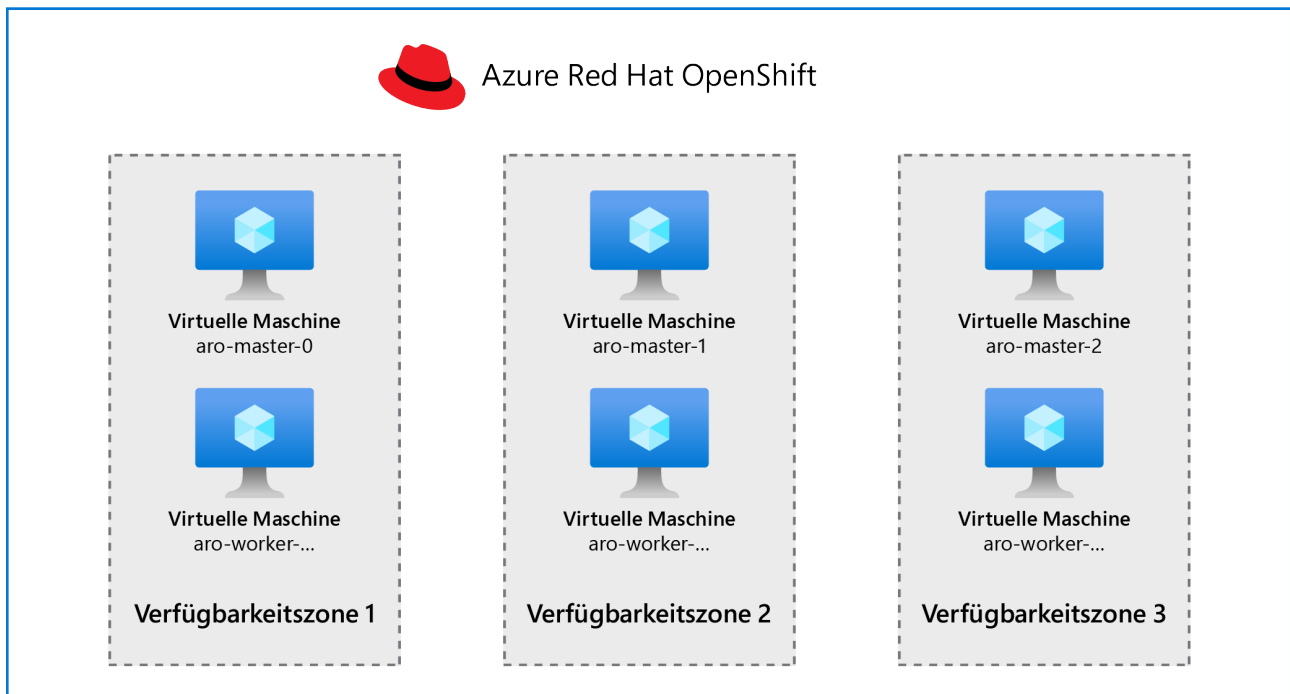 Azure Red Hat OpenShift
Virtuelle Maschine
aro-master-0
Virtuelle Maschine
aro-worker-...
Verfügbarkeitszone 1
Virtuelle Maschine
aro-master-1
Virtuelle Maschine
aro-worker-...
Verfügbarkeitszone 2
Virtuelle Maschine
aro-master-2
Virtuelle Maschine
aro-worker-...
Verfügbarkeitszone 3